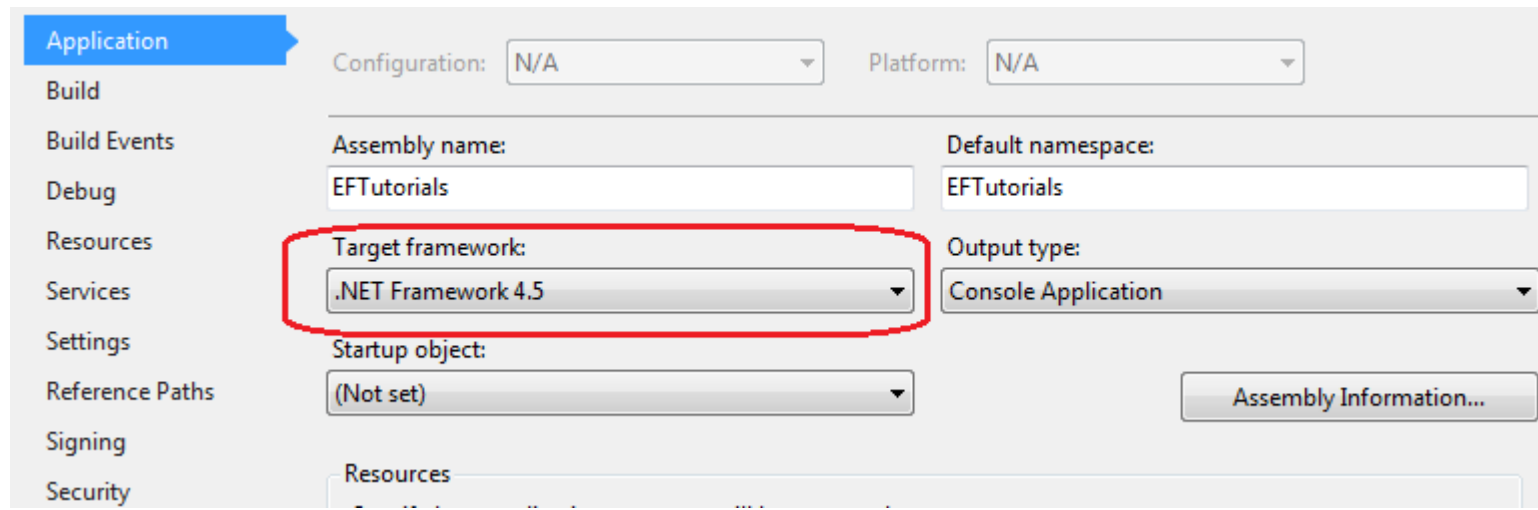 Application
Build
Build Events
Debug
Resources
Services
Settings
Reference Paths
Signing
Security
Configuration: N/A Platform: N/A
Assembly name: Default namespace:
EFTutorials EFTutorials
Target framework: Output type:
.NET Framework 4.5 Console Application
Startup object:
(Not set) Assembly Information...
Resources